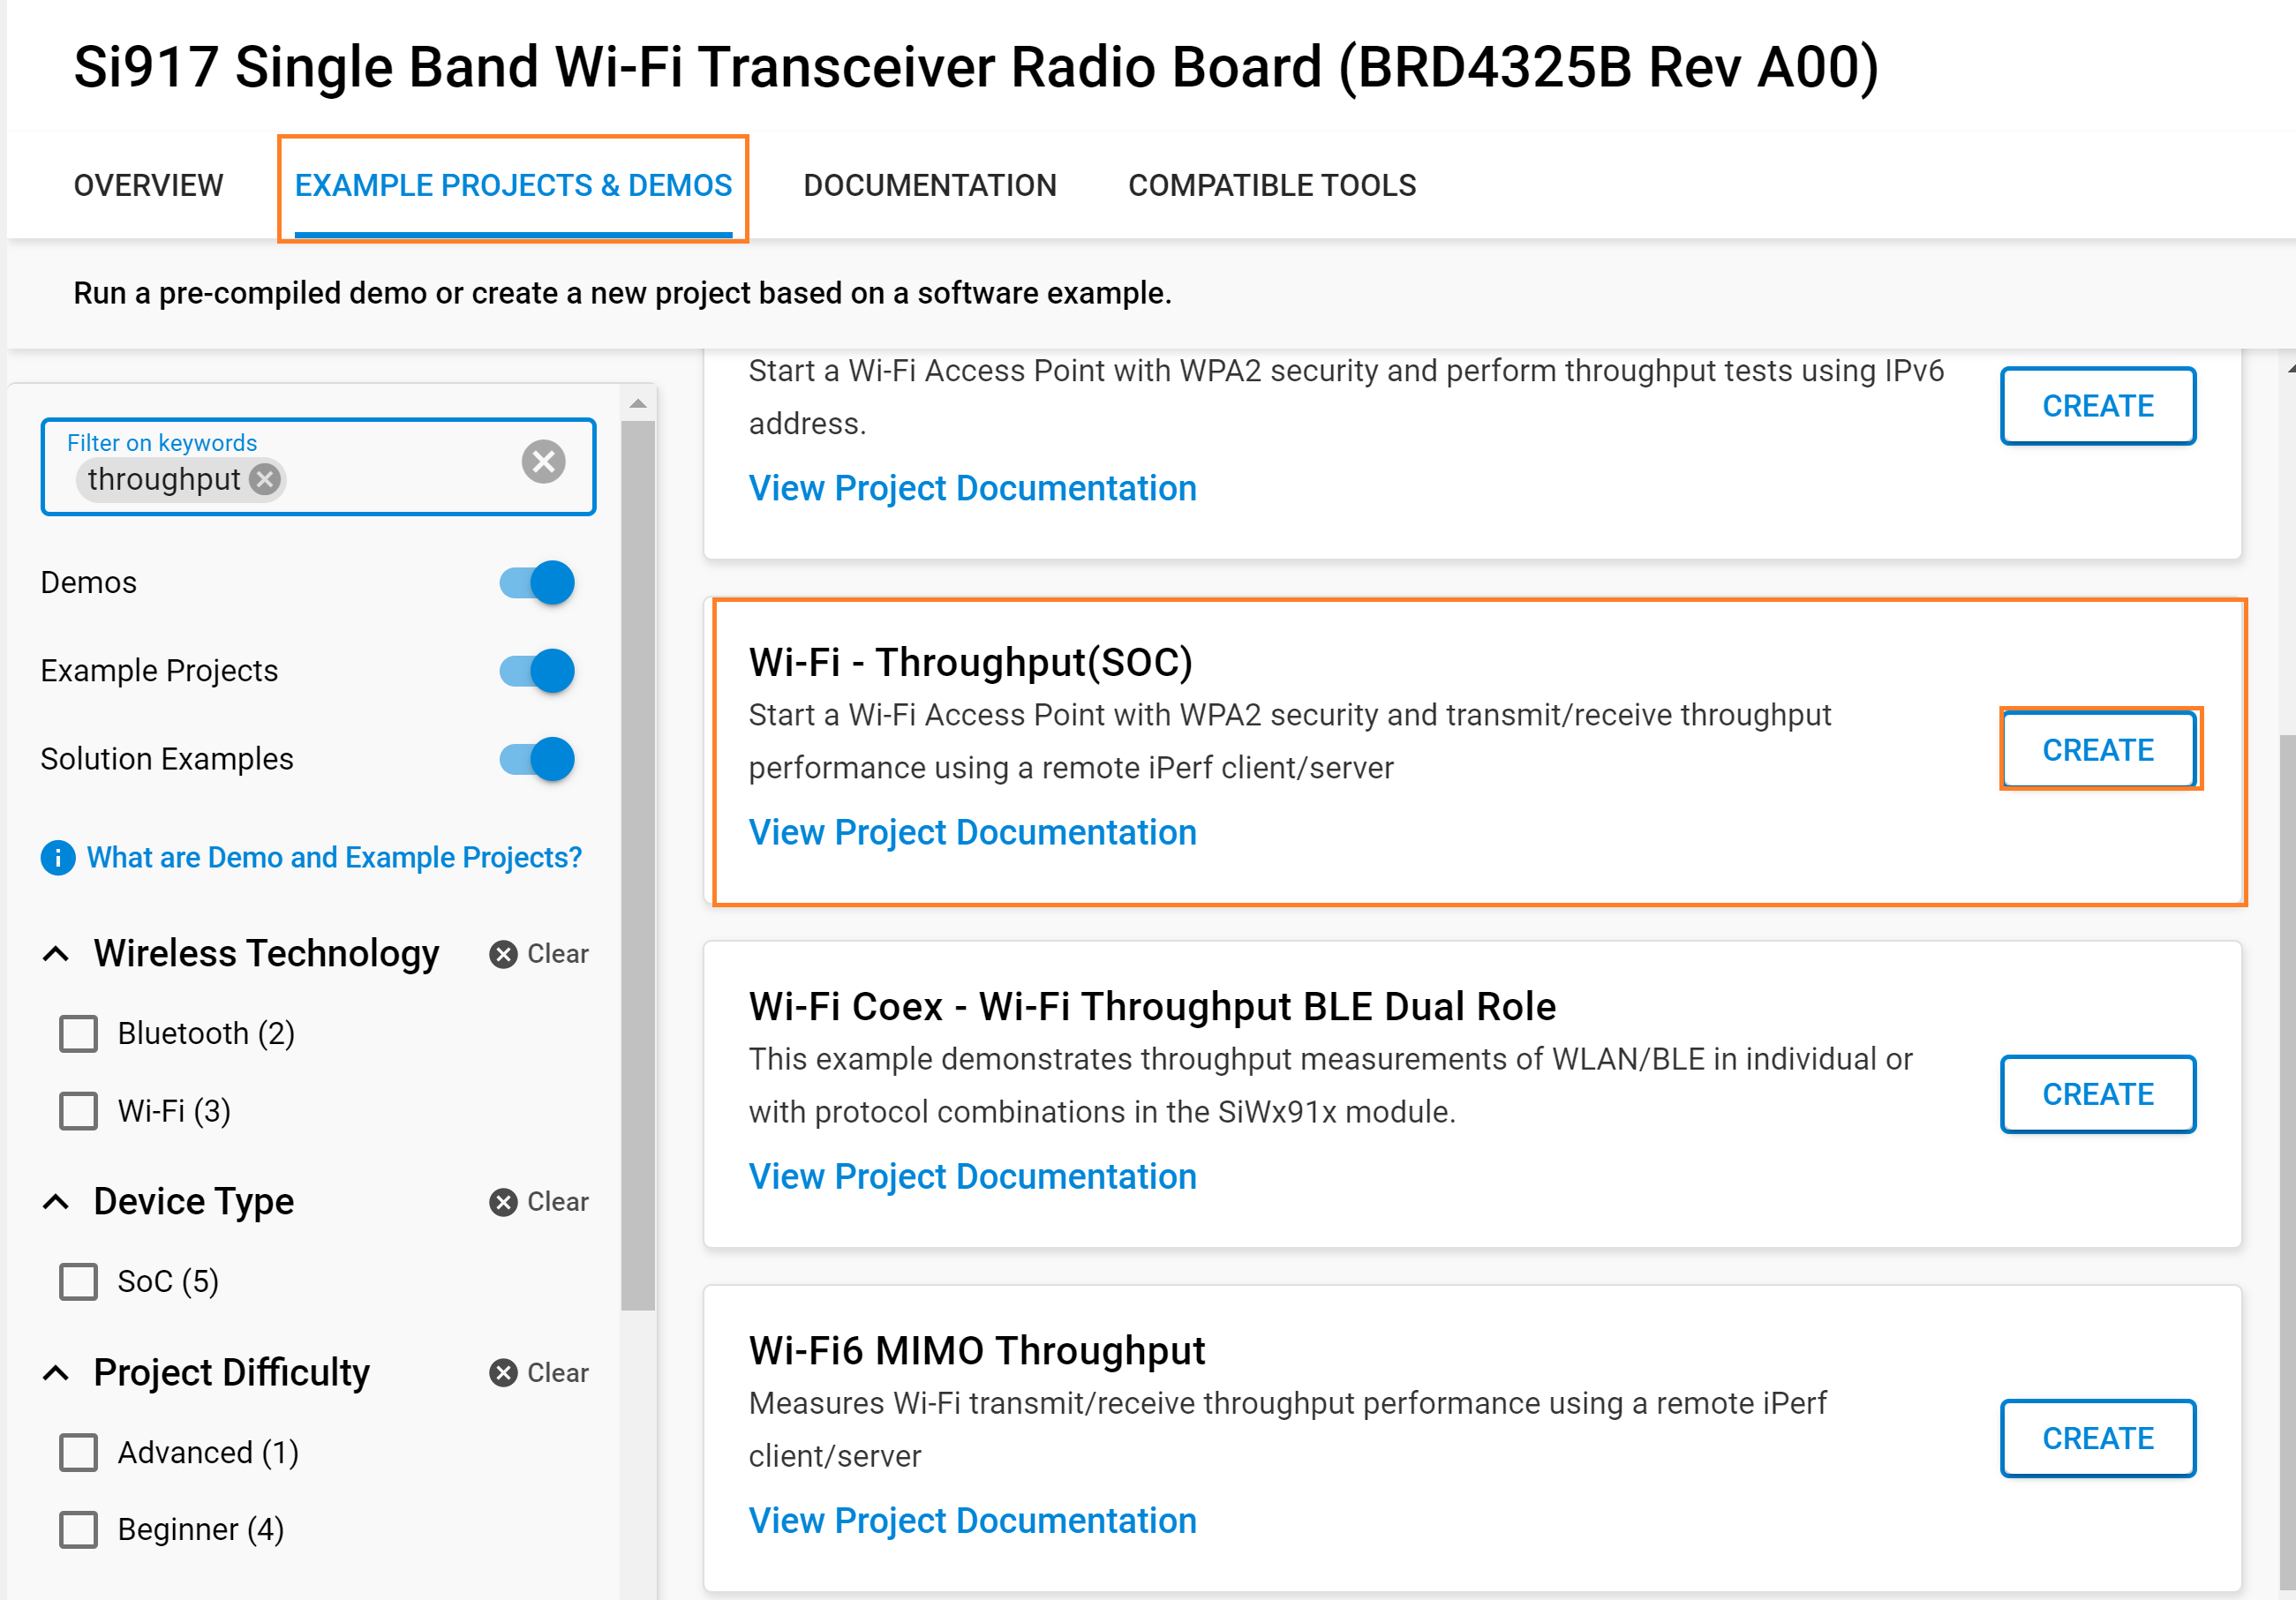 Si917 Single Band Wi-Fi Transceiver Radio Board (BRD4325B Rev A00)
OVERVIEW
EXAMPLE PROJECTS & DEMOS
DOCUMENTATION
COMPATIBLE TOOLS
Run a pre-compiled demo or create a new project based on a software example.
Filter on keywords
throughput
Demos
Example Projects
Solution Examples
What are Demo and Example Projects?
Wireless Technology
Clear
Bluetooth (2)
Wi-Fi (3)
Device Type
Clear
SoC (5)
Project Difficulty
Clear
Advanced (1)
Beginner (4)
Start a Wi-Fi Access Point with WPA2 security and perform throughput tests using IPv6
address.
View Project Documentation
CREATE
Wi-Fi - Throughput(SOC)
Start a Wi-Fi Access Point with WPA2 security and transmit/receive throughput
performance using a remote iPerf client/server
View Project Documentation
CREATE
Wi-Fi Coex - Wi-Fi Throughput BLE Dual Role
This example demonstrates throughput measurements of WLAN/BLE in individual or
with protocol combinations in the SiWx91x module.
View Project Documentation
CREATE
Wi-Fi6 MIMO Throughput
Measures Wi-Fi transmit/receive throughput performance using a remote iPerf
client/server
View Project Documentation
CREATE